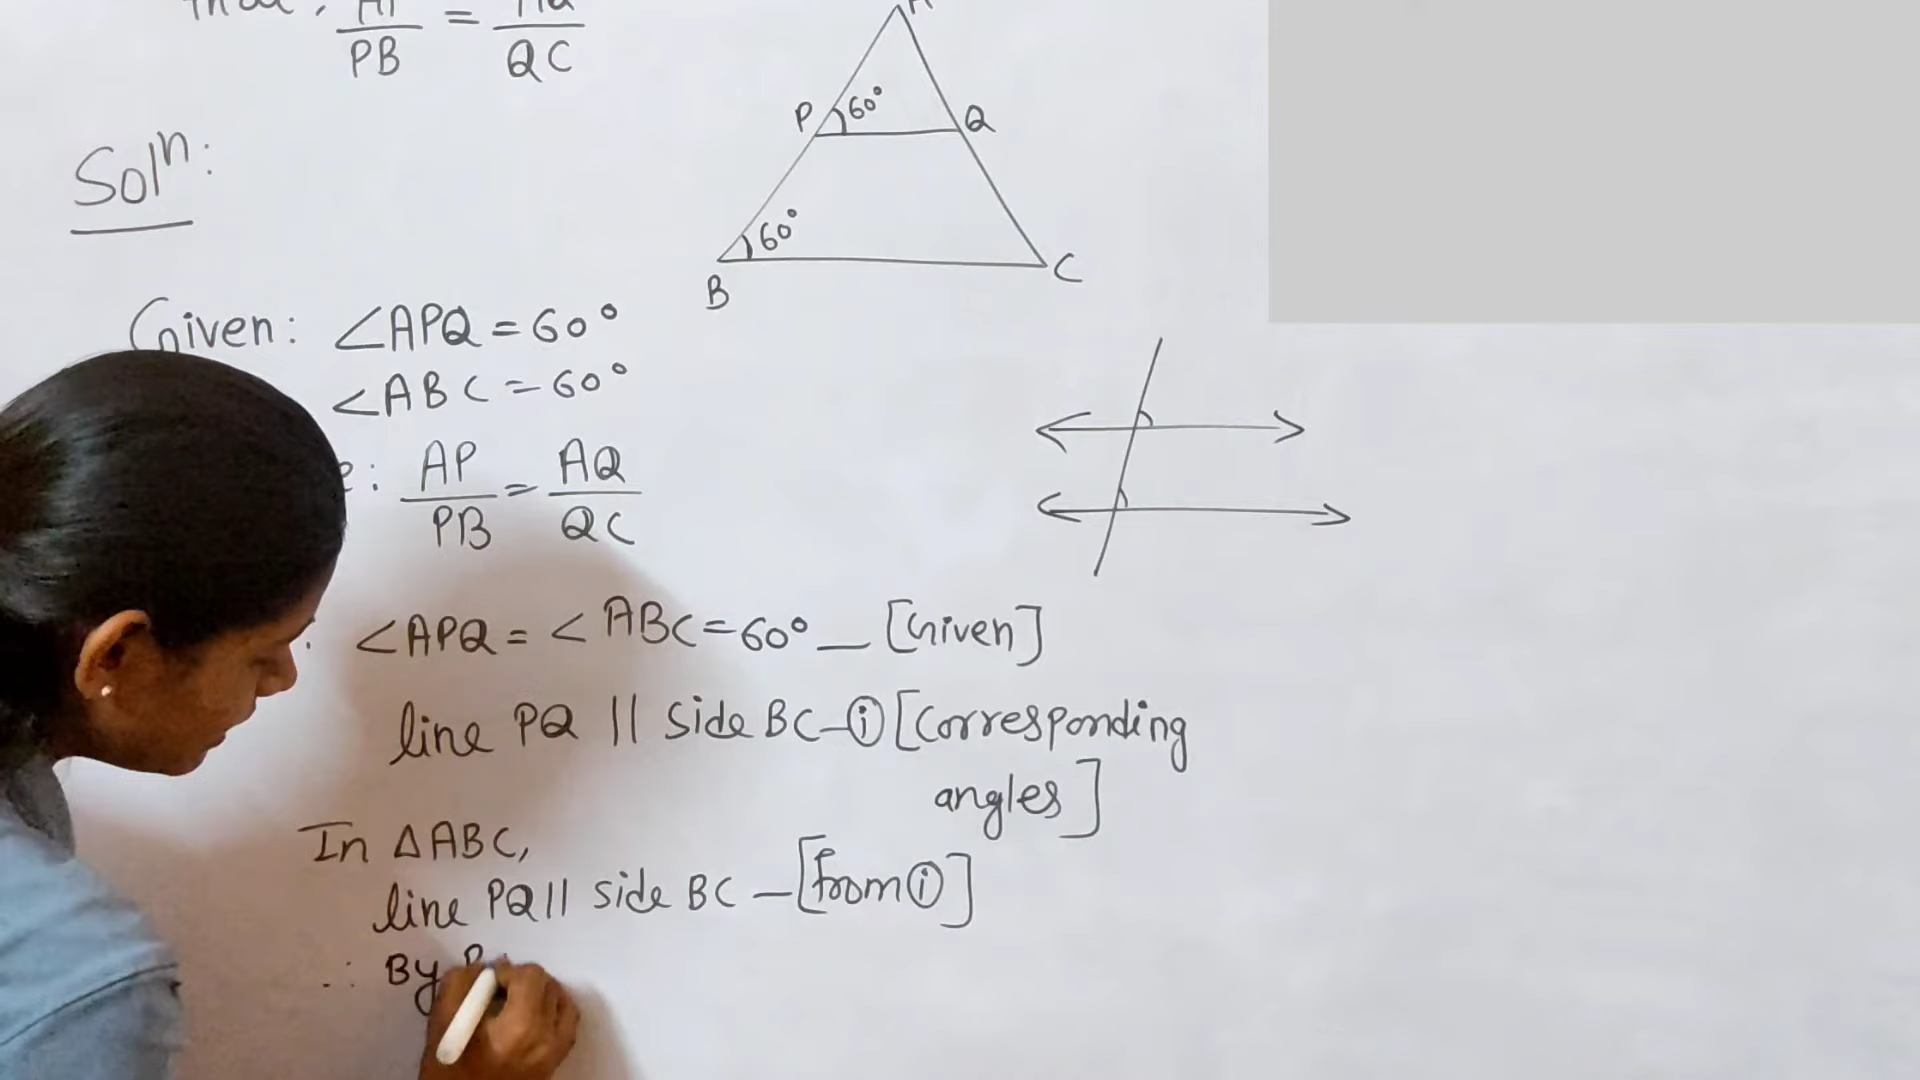 PB QC
A
P 60° Q
Solⁿ:
60°
B C
Given: ∠APQ = 60°
∠ABC = 60°
AP/PB = AQ/QC
∠APQ = ∠ABC = 60° — [Given]
line PQ || side BC — ⓘ [Corresponding
angles]
In ΔABC,
line PQ || side BC — [from ⓘ]
∴ By